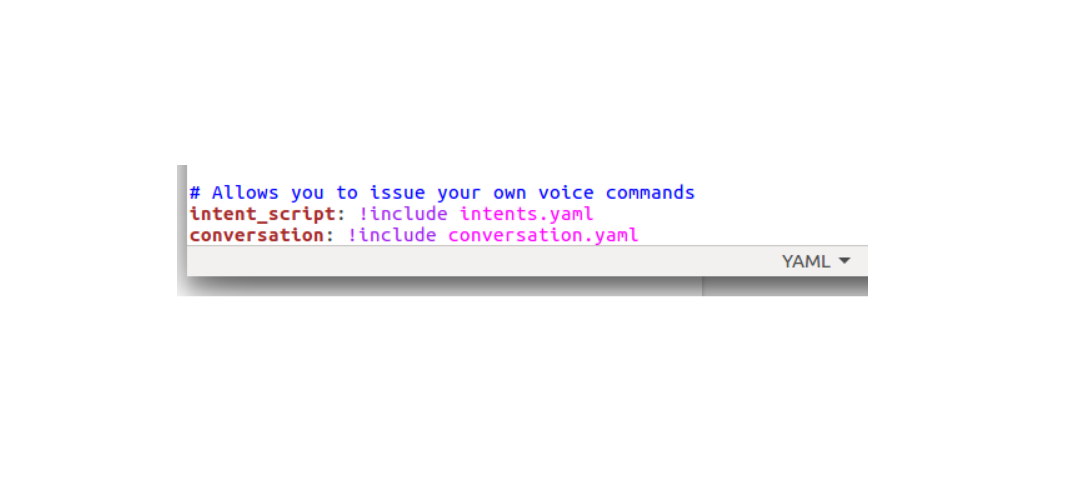 # Allows you to issue your own voice commands
intent_script: !include intents.yaml
conversation: !include conversation.yaml
YAML